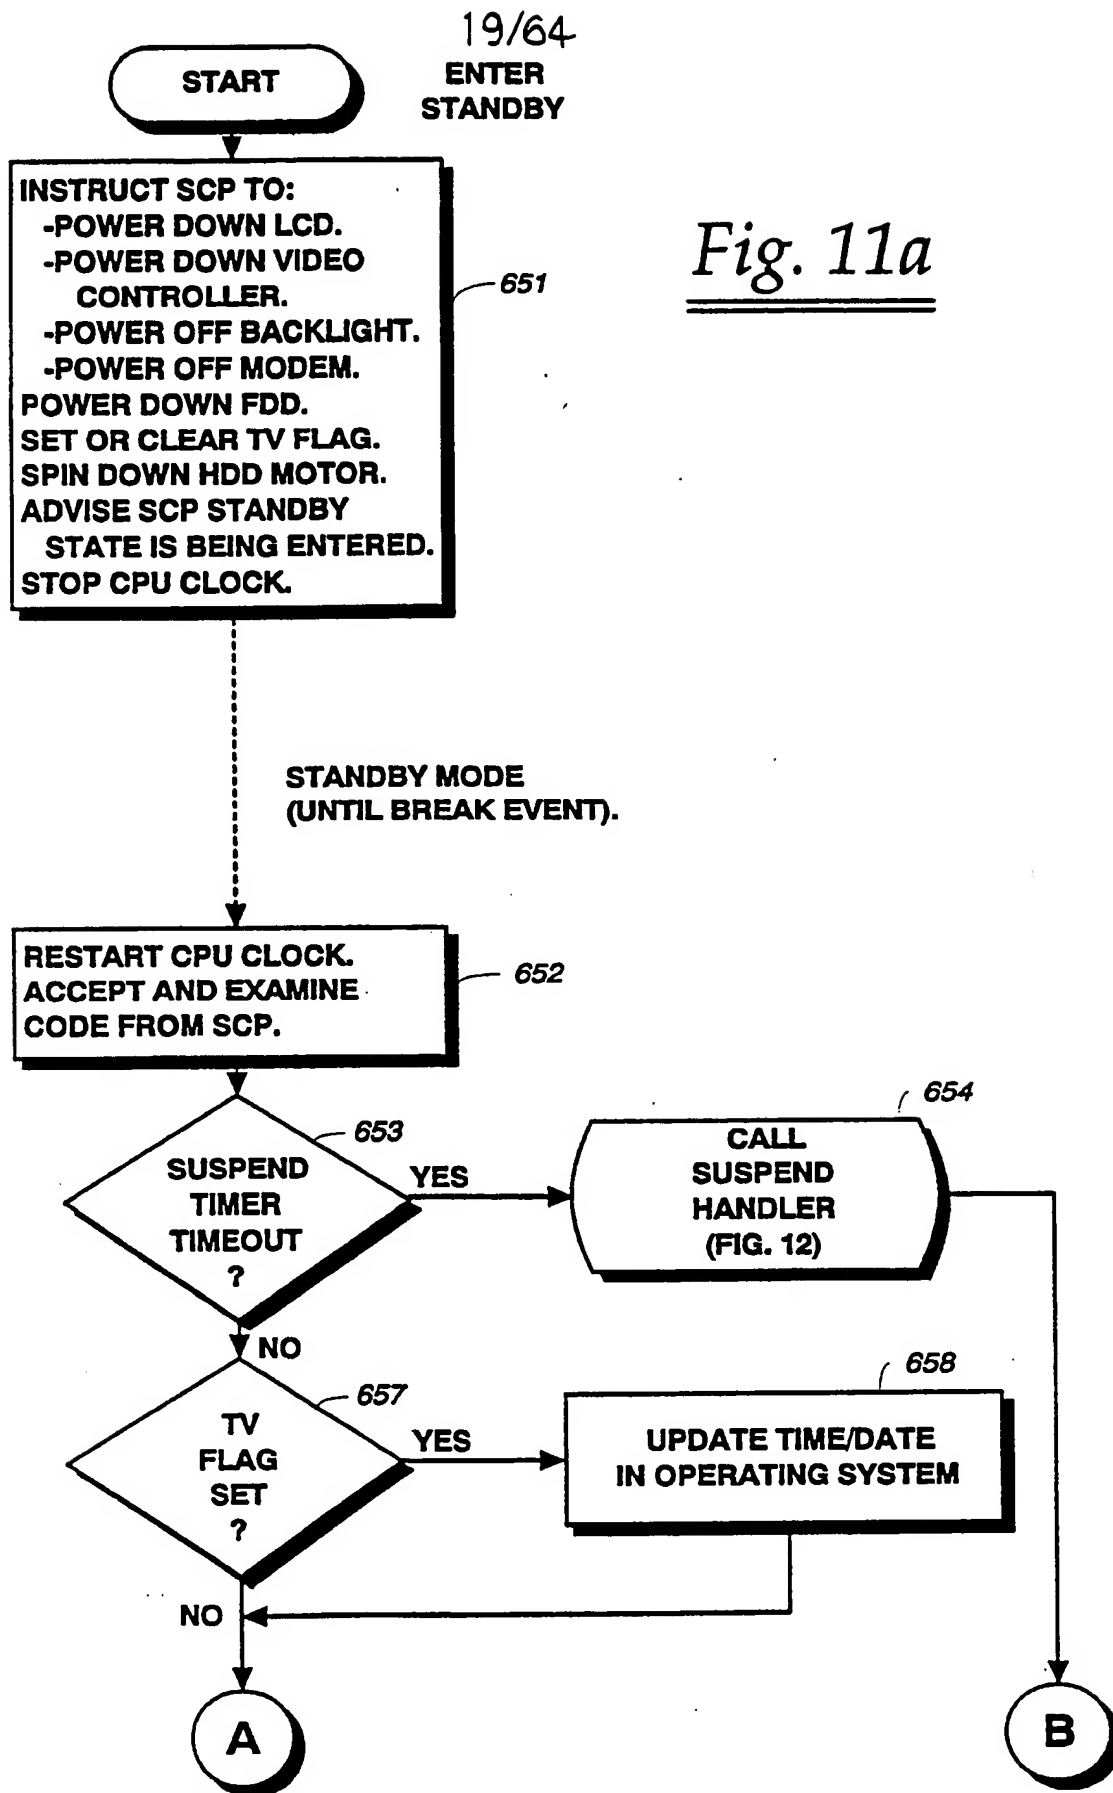 19/64
ENTER
STANDBY
START
INSTRUCT SCP TO:
-POWER DOWN LCD.
-POWER DOWN VIDEO
CONTROLLER.
-POWER OFF BACKLIGHT.
-POWER OFF MODEM.
POWER DOWN FDD.
SET OR CLEAR TV FLAG.
SPIN DOWN HDD MOTOR.
ADVISE SCP STANDBY
STATE IS BEING ENTERED.
STOP CPU CLOCK.
651
Fig. 11a
STANDBY MODE
(UNTIL BREAK EVENT).
RESTART CPU CLOCK.
ACCEPT AND EXAMINE
CODE FROM SCP.
652
SUSPEND
TIMER
TIMEOUT
?
653
YES
NO
CALL
SUSPEND
HANDLER
(FIG. 12)
654
TV
FLAG
SET
?
657
YES
NO
UPDATE TIME/DATE
IN OPERATING SYSTEM
658
A
B